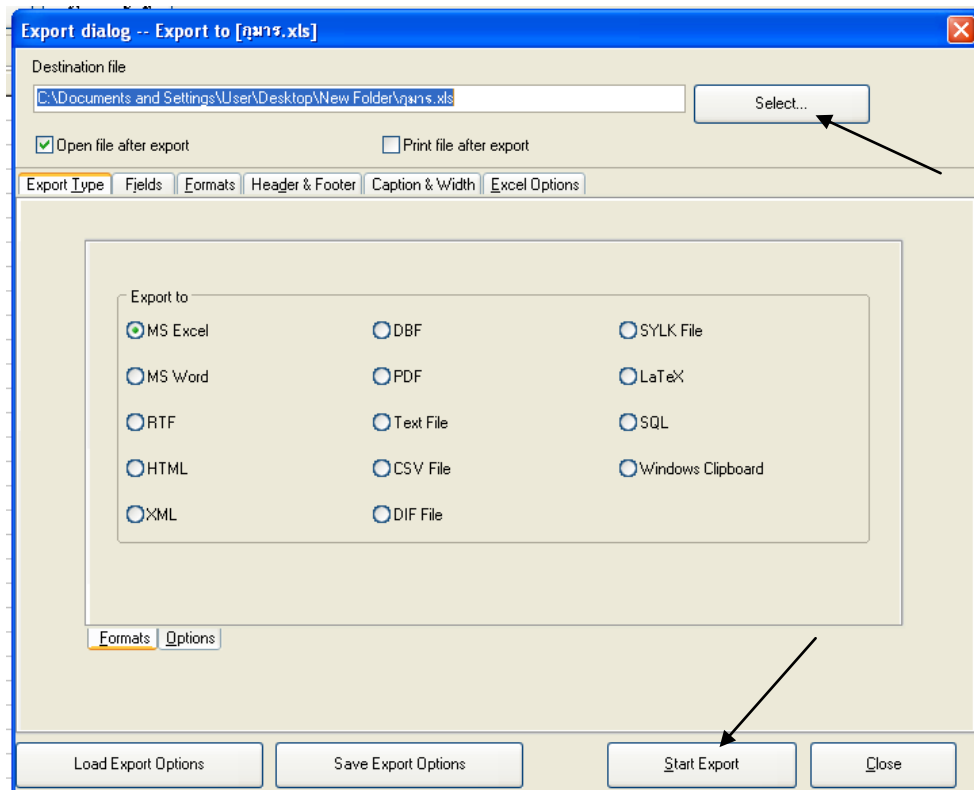 Export dialog -- Export to [กุมาร.xls]
Destination file
C:\Documents and Settings\User\Desktop\New Folder\กุมาร.xls
Select...
Open file after export
Print file after export
Export Type Fields Formats Header & Footer Caption & Width Excel Options
Export to
MS Excel
DBF
SYLK File
MS Word
PDF
LaTeX
RTF
Text File
SQL
HTML
CSV File
Windows Clipboard
XML
DIF File
Formats Options
Load Export Options
Save Export Options
Start Export
Close